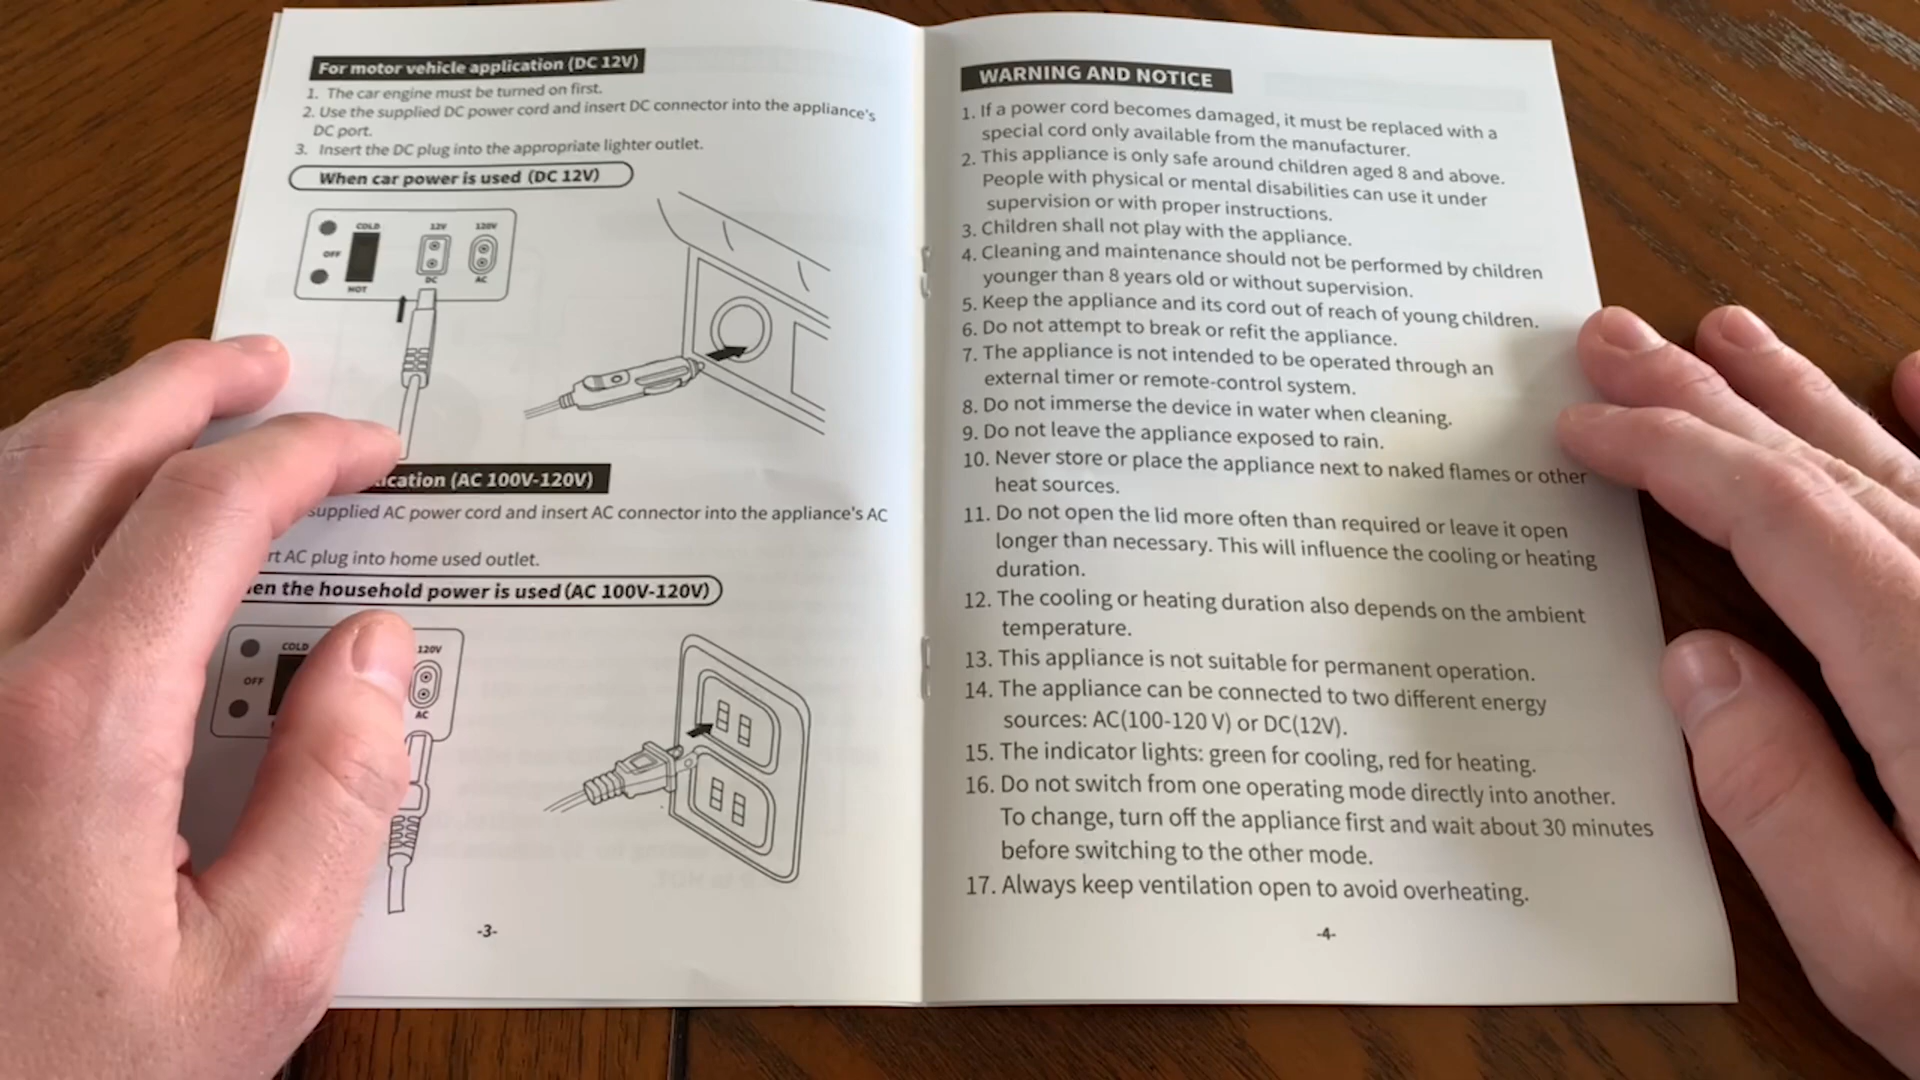 For motor vehicle application (DC 12V)
1. The car engine must be turned on first.
2. Use the supplied DC power cord and insert DC connector into the appliance's
DC port.
3. Insert the DC plug into the appropriate lighter outlet.
When car power is used (DC 12V)
COLD
12V
120V
OFF
HOT
DC
AC
(AC 100V-120V)
supplied AC power cord and insert AC connector into the appliance's AC
AC plug into home used outlet.
the household power is used (AC 100V-120V)
COLD
120V
OFF
AC
-3-
WARNING AND NOTICE
1. If a power cord becomes damaged, it must be replaced with a
special cord only available from the manufacturer.
2. This appliance is only safe around children aged 8 and above.
People with physical or mental disabilities can use it under
supervision or with proper instructions.
3. Children shall not play with the appliance.
4. Cleaning and maintenance should not be performed by children
younger than 8 years old or without supervision.
5. Keep the appliance and its cord out of reach of young children.
6. Do not attempt to break or refit the appliance.
7. The appliance is not intended to be operated through an
external timer or remote-control system.
8. Do not immerse the device in water when cleaning.
9. Do not leave the appliance exposed to rain.
10. Never store or place the appliance next to naked flames or other
heat sources.
11. Do not open the lid more often than required or leave it open
longer than necessary. This will influence the cooling or heating
duration.
12. The cooling or heating duration also depends on the ambient
temperature.
13. This appliance is not suitable for permanent operation.
14. The appliance can be connected to two different energy
sources: AC(100-120 V) or DC(12V).
15. The indicator lights: green for cooling, red for heating.
16. Do not switch from one operating mode directly into another.
To change, turn off the appliance first and wait about 30 minutes
before switching to the other mode.
17. Always keep ventilation open to avoid overheating.
-4-